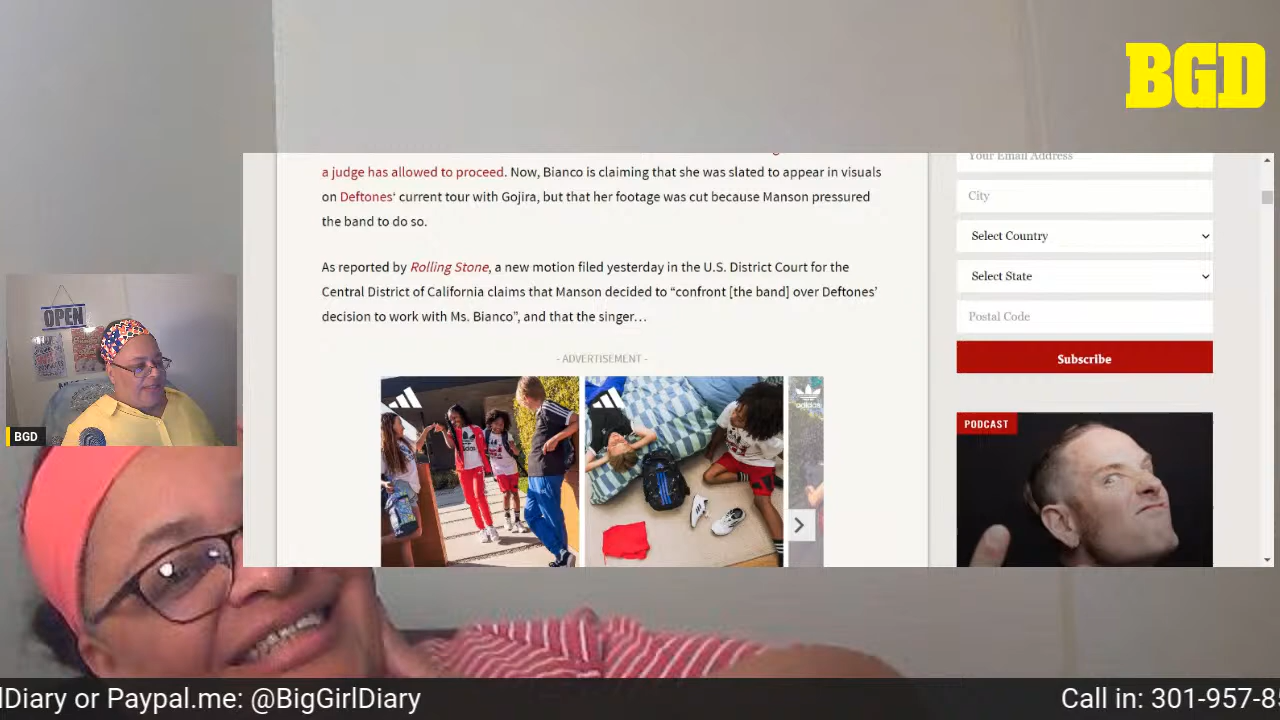 BGD
Your Email Address
a judge has allowed to proceed. Now, Bianco is claiming that she was slated to appear in visuals
on Deftones‘ current tour with Gojira, but that her footage was cut because Manson pressured
the band to do so.
City
Select Country
As reported by Rolling Stone, a new motion filed yesterday in the U.S. District Court for the
Central District of California claims that Manson decided to “confront [the band] over Deftones’
decision to work with Ms. Bianco”, and that the singer…
Select State
Postal Code
Subscribe
- ADVERTISEMENT -
adidas
PODCAST
OPEN
BGD
lDiary or Paypal.me: @BigGirlDiary
Call in: 301-957-85